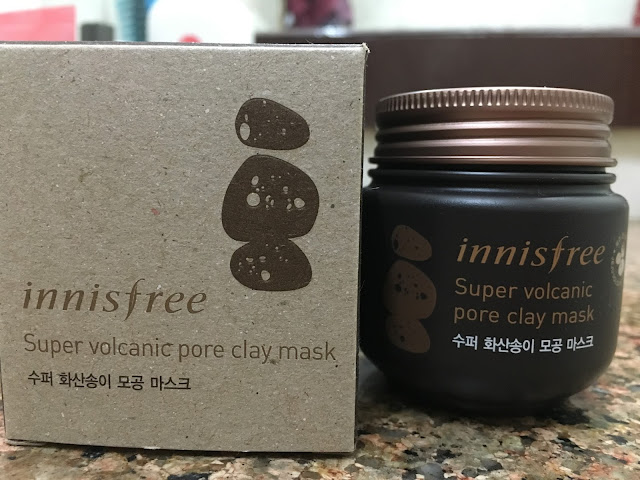 innisfree
Super volcanic pore clay mask
수퍼 화산송이 모공 마스크
innisfree
Super volcanic
pore clay mask
수퍼 화산송이 모공 마스크